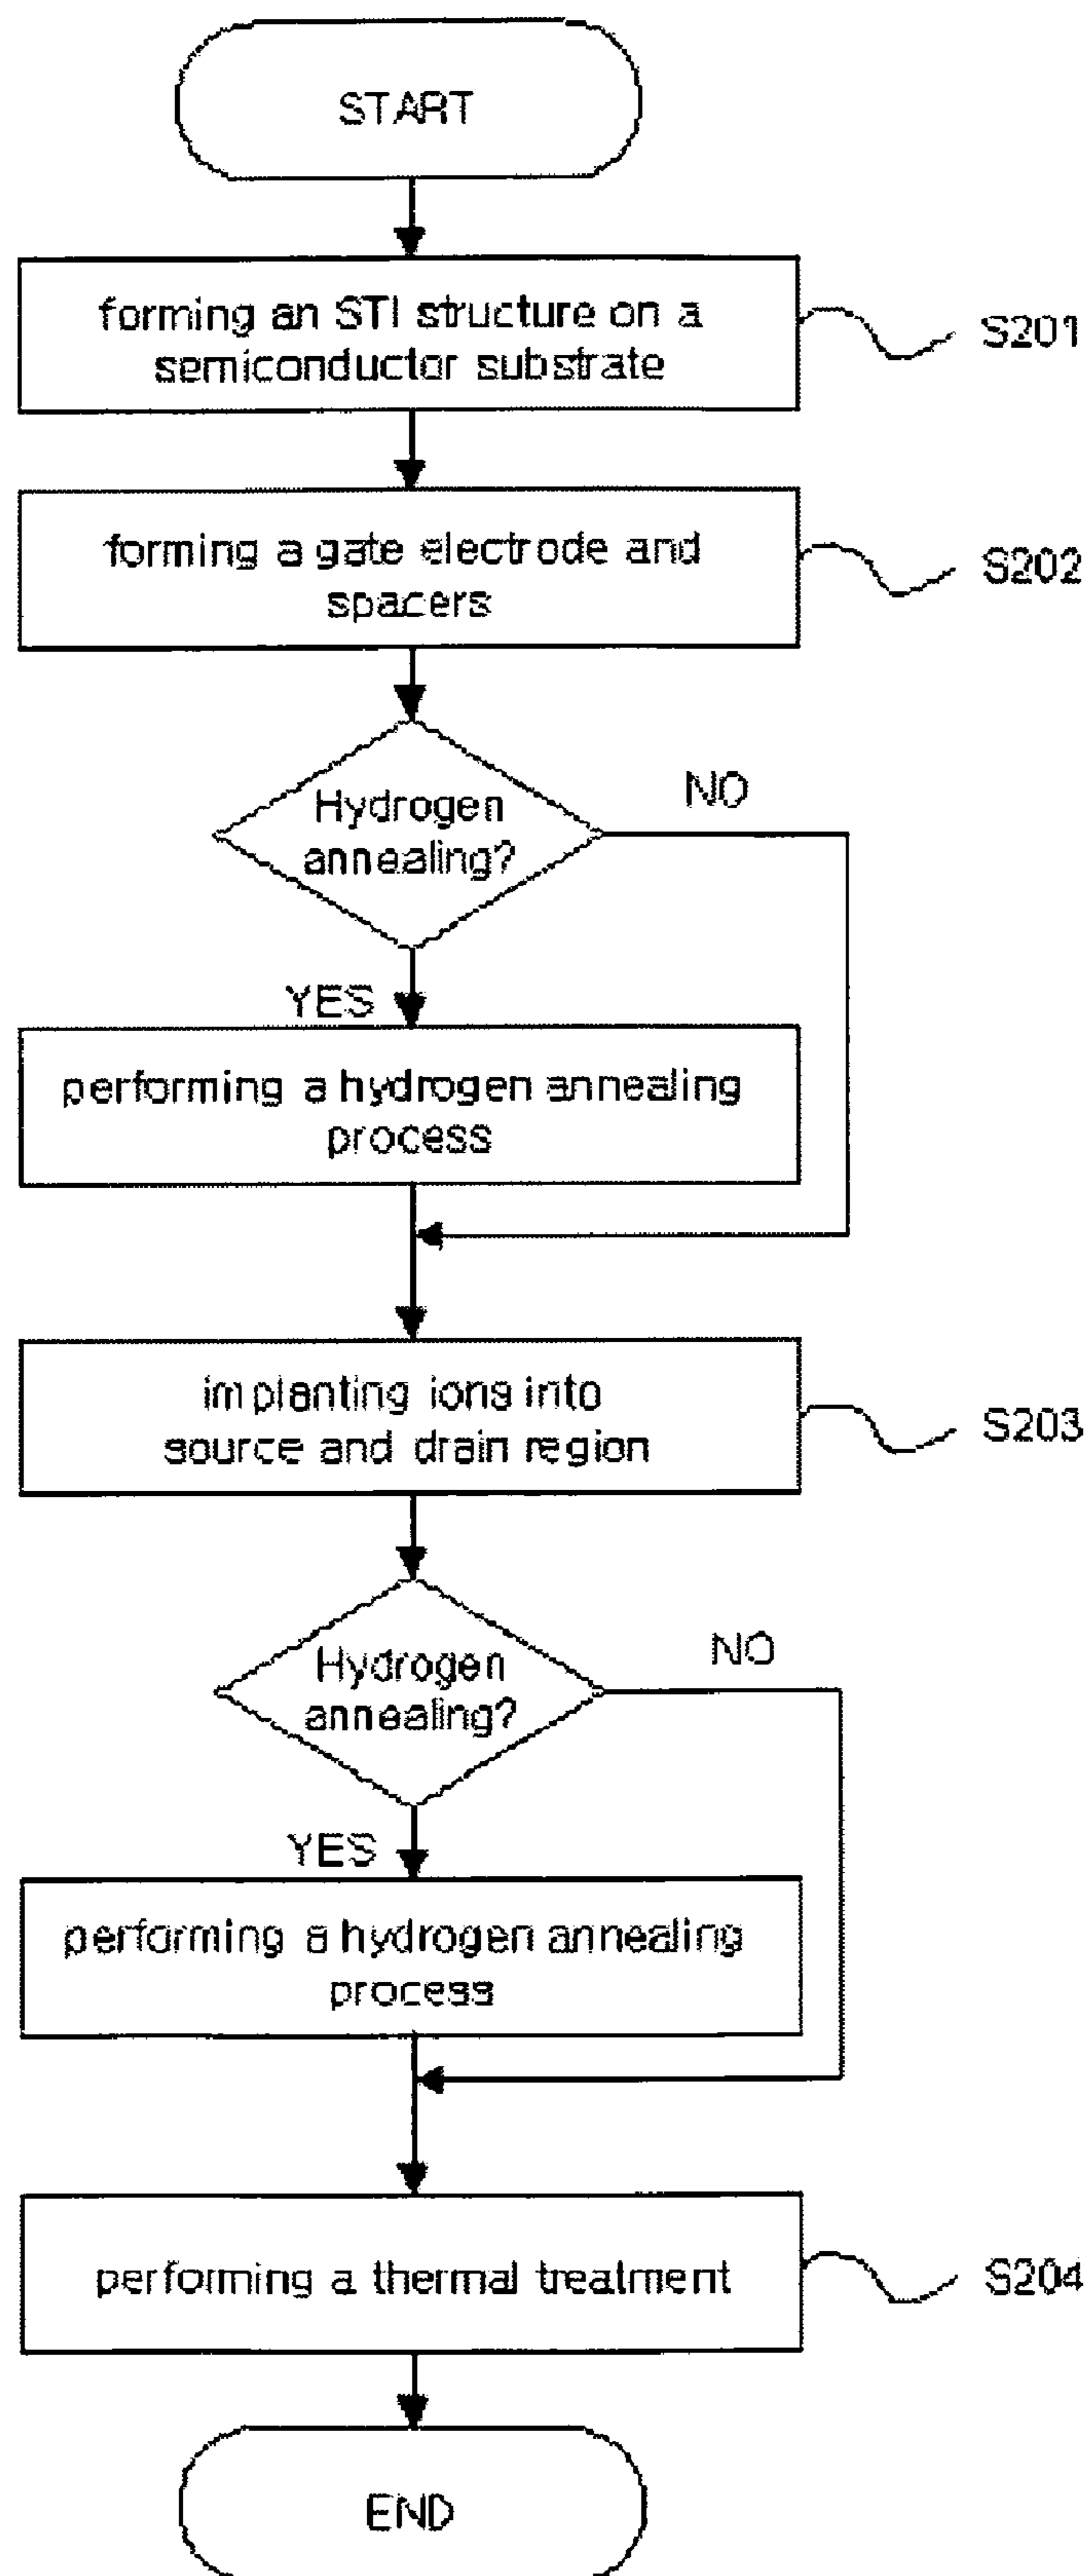 START
forming an STI structure on a
semiconductor substrate
S201
forming a gate electrode and
spacers
S202
Hydrogen
annealing?
NO
YES
performing a hydrogen annealing
process
implanting ions into
source and drain region
S203
Hydrogen
annealing?
NO
YES
performing a hydrogen annealing
process
performing a thermal treatment
S204
END